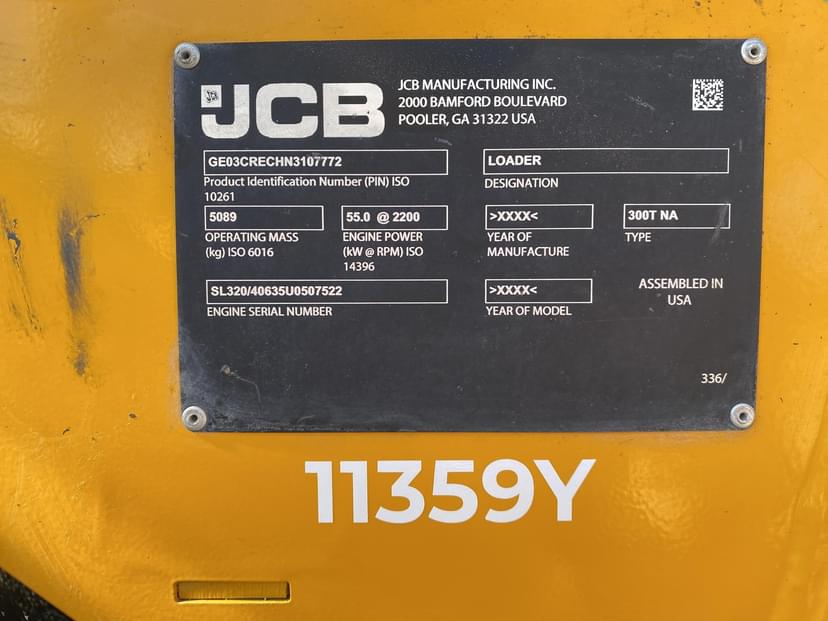 JCB
JCB MANUFACTURING INC.
2000 BAMFORD BOULEVARD
POOLER, GA 31322 USA
GE03CRECHN3107772
Product Identification Number (PIN) ISO
10261
LOADER
DESIGNATION
5089
OPERATING MASS
(kg) ISO 6016
55.0 @ 2200
ENGINE POWER
(kW @ RPM) ISO
14396
>XXXX<
YEAR OF
MANUFACTURE
300T NA
TYPE
SL320/40635U0507522
ENGINE SERIAL NUMBER
>XXXX<
YEAR OF MODEL
ASSEMBLED IN
USA
336/
11359Y